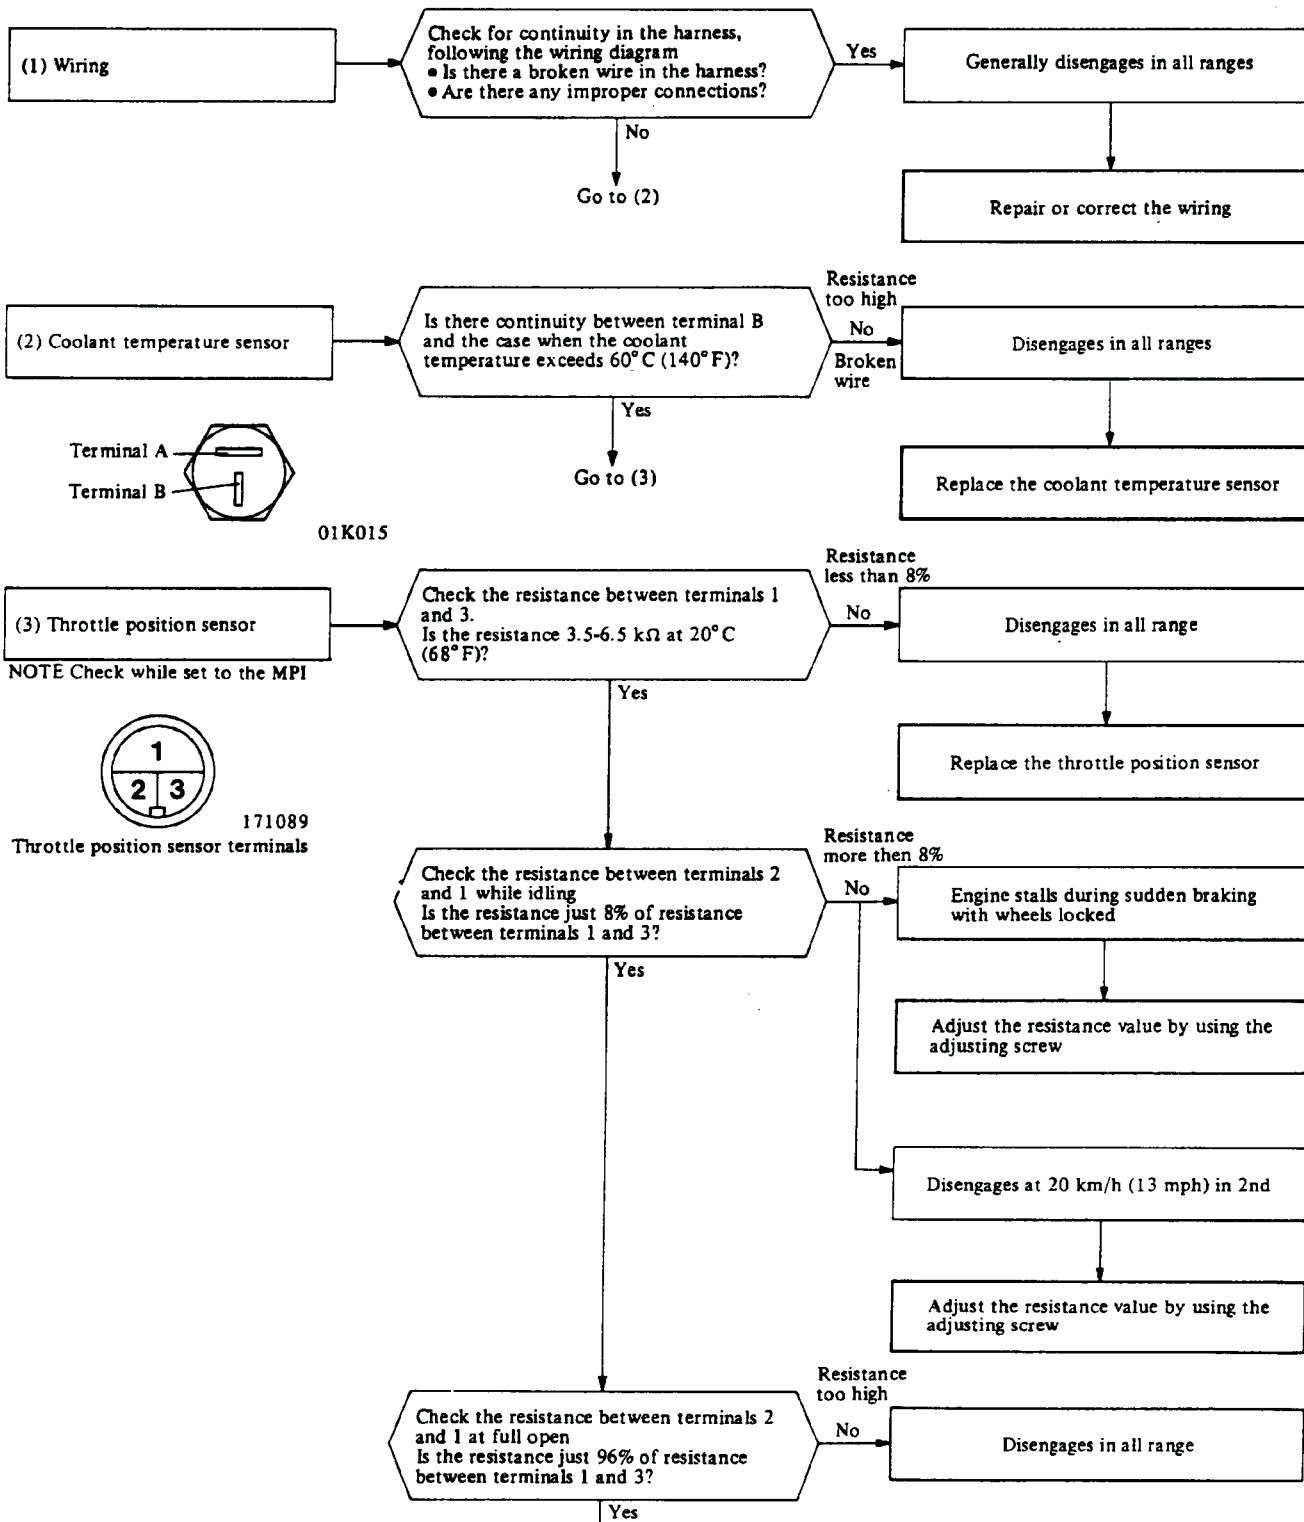 (1) Wiring
Check for continuity in the harness,
following the wiring diagram
• Is there a broken wire in the harness?
• Are there any improper connections?
Yes
Generally disengages in all ranges
No
Go to (2)
Repair or correct the wiring
(2) Coolant temperature sensor
Is there continuity between terminal B
and the case when the coolant
temperature exceeds 60°C (140°F)?
Resistance
too high
No
Broken
wire
Disengages in all ranges
Yes
Go to (3)
Replace the coolant temperature sensor
Terminal A
Terminal B
01K015
(3) Throttle position sensor
NOTE Check while set to the MPI
Check the resistance between terminals 1
and 3.
Is the resistance 3.5-6.5 kΩ at 20°C
(68°F)?
Resistance
less than 8%
No
Disengages in all range
Yes
Replace the throttle position sensor
1
2 3
171089
Throttle position sensor terminals
Check the resistance between terminals 2
and 1 while idling
Is the resistance just 8% of resistance
between terminals 1 and 3?
Resistance
more then 8%
No
Engine stalls during sudden braking
with wheels locked
Yes
Adjust the resistance value by using the
adjusting screw
Disengages at 20 km/h (13 mph) in 2nd
Adjust the resistance value by using the
adjusting screw
Check the resistance between terminals 2
and 1 at full open
Is the resistance just 96% of resistance
between terminals 1 and 3?
Resistance
too high
No
Disengages in all range
Yes